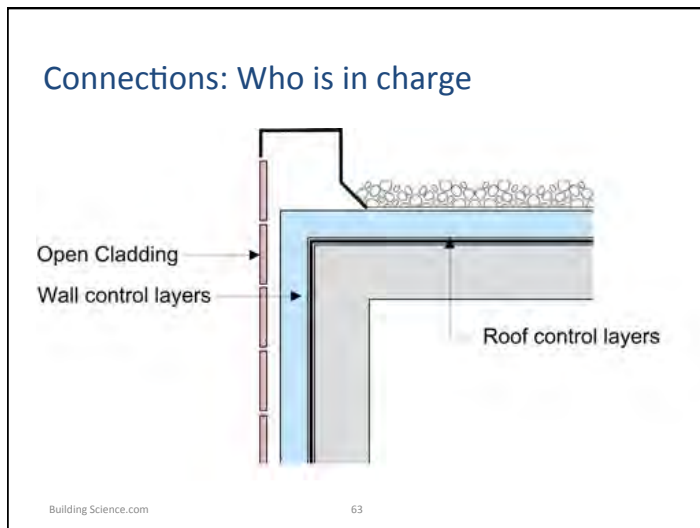 Connections: Who is in charge
Open Cladding
Wall control layers
Roof control layers
Building Science.com
63